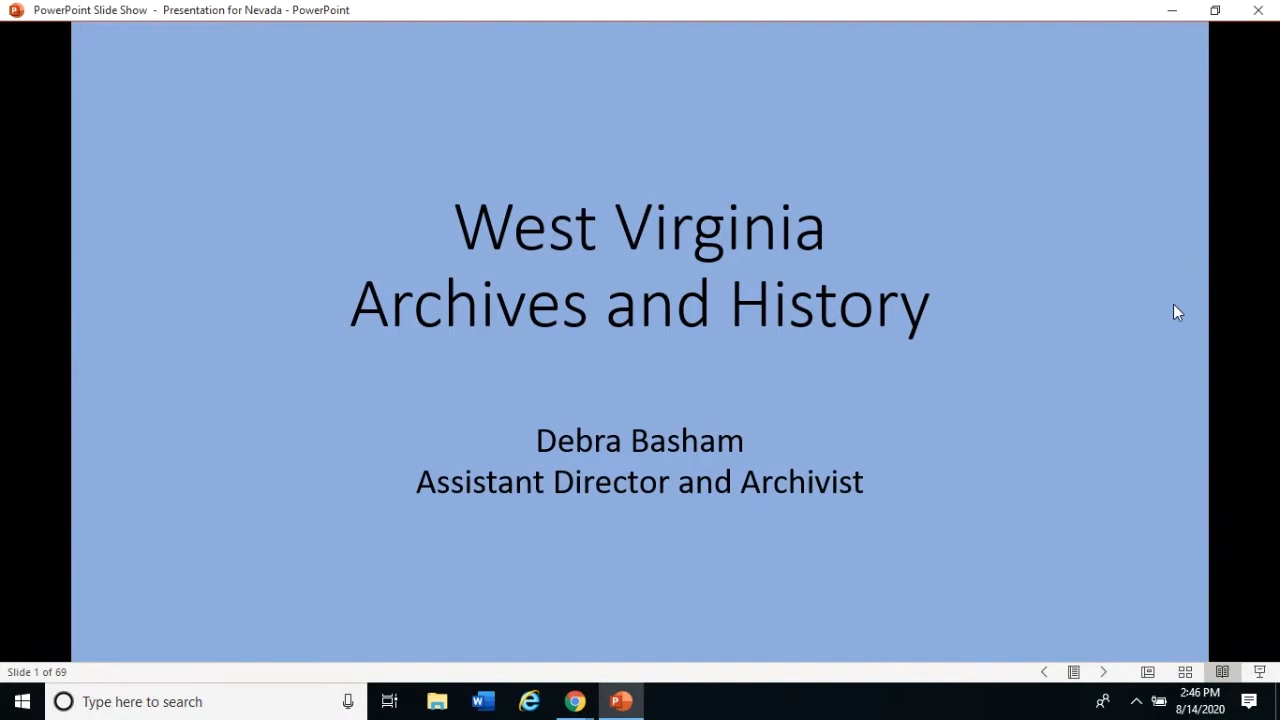 PowerPoint Slide Show - Presentation for Nevada - PowerPoint
West Virginia
Archives and History
Debra Basham
Assistant Director and Archivist
Slide 1 of 69
Type here to search
2:46 PM
8/14/2020